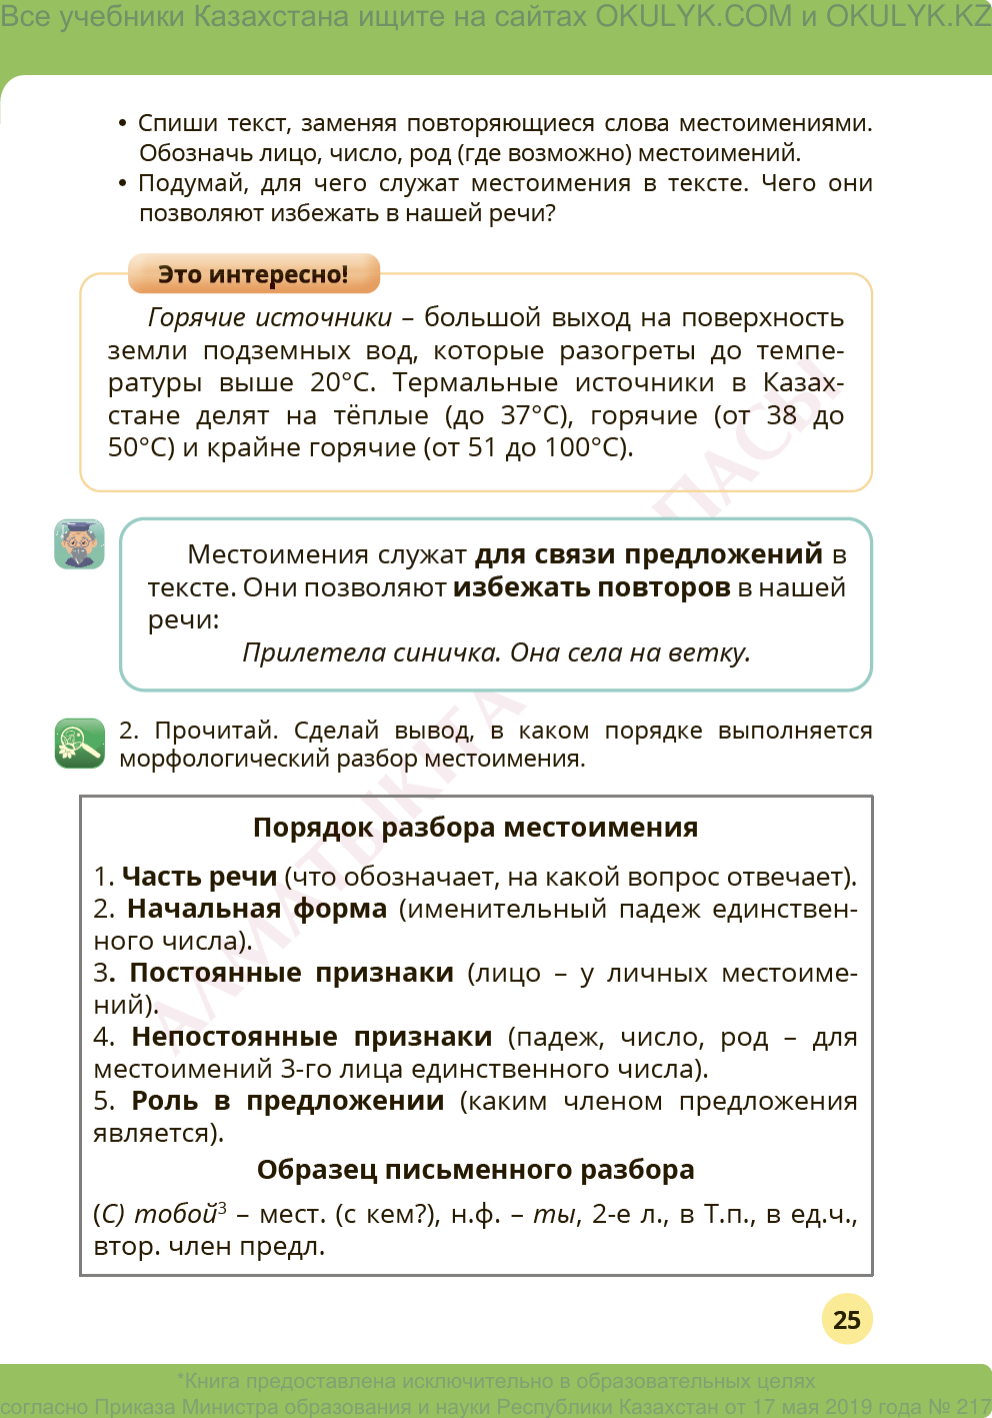 Все учебники Казахстана ищите на сайтах OKULYK.COM и OKULYK.KZ
• Спиши текст, заменяя повторяющиеся слова местоимениями.
Обозначь лицо, число, род (где возможно) местоимений.
• Подумай, для чего служат местоимения в тексте. Чего они
позволяют избежать в нашей речи?
Это интересно!
Горячие источники – большой выход на поверхность
земли подземных вод, которые разогреты до темпе-
ратуры выше 20°С. Термальные источники в Казах-
стане делят на тёплые (до 37°С), горячие (от 38 до
50°С) и крайне горячие (от 51 до 100°С).
Местоимения служат для связи предложений в
тексте. Они позволяют избежать повторов в нашей
речи:
Прилетела синичка. Она села на ветку.
2. Прочитай. Сделай вывод, в каком порядке выполняется
морфологический разбор местоимения.
Порядок разбора местоимения
1. Часть речи (что обозначает, на какой вопрос отвечает).
2. Начальная форма (именительный падеж единствен-
ного числа).
3. Постоянные признаки (лицо – у личных местоиме-
ний).
4. Непостоянные признаки (падеж, число, род – для
местоимений 3-го лица единственного числа).
5. Роль в предложении (каким членом предложения
является).
Образец письменного разбора
(С) тобой³ – мест. (с кем?), н.ф. – ты, 2-е л., в Т.п., в ед.ч.,
втор. член предл.
25
*Книга предоставлена исключительно в образовательных целях
согласно Приказа Министра образования и науки Республики Казахстан от 17 мая 2019 года № 217
АЛМАТЫКІТАП БАСПАСЫ